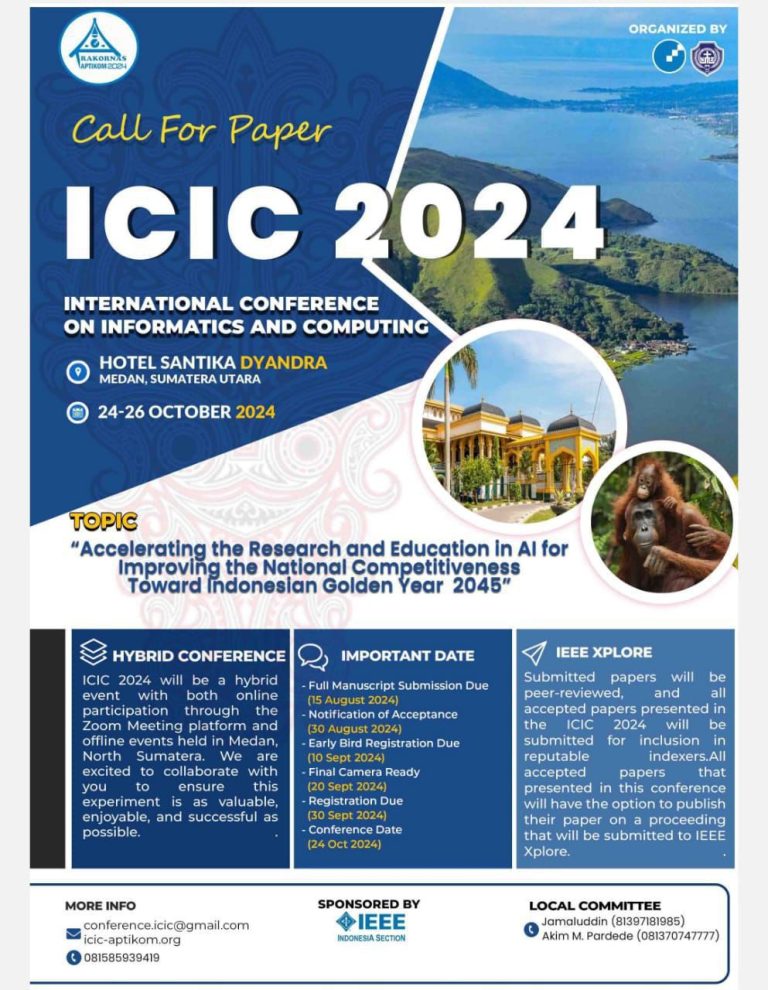 RAKORNAS
APTIKOM 2024
ORGANIZED BY
Call For Paper
ICIC 2024
INTERNATIONAL CONFERENCE
ON INFORMATICS AND COMPUTING
HOTEL SANTIKA DYANDRA
MEDAN, SUMATERA UTARA
24-26 OCTOBER 2024
TOPIC
“Accelerating the Research and Education in AI for
Improving the National Competitiveness
Toward Indonesian Golden Year 2045”
HYBRID CONFERENCE
ICIC 2024 will be a hybrid
event with both online
participation through the
Zoom Meeting platform and
offline events held in Medan,
North Sumatera. We are
excited to collaborate with
you to ensure this
experiment is as valuable,
enjoyable, and successful as
possible. .
IMPORTANT DATE
- Full Manuscript Submission Due
(15 August 2024)
- Notification of Acceptance
(30 August 2024)
- Early Bird Registration Due
(10 Sept 2024)
- Final Camera Ready
(20 Sept 2024)
- Registration Due
(30 Sept 2024)
- Conference Date
(24 Oct 2024)
IEEE XPLORE
Submitted papers will be
peer-reviewed, and all
accepted papers presented in
the ICIC 2024 will be
submitted for inclusion in
reputable indexers.All
accepted papers that
presented in this conference
will have the option to publish
their paper on a proceeding
that will be submitted to IEEE
Xplore. .
MORE INFO
conference.icic@gmail.com
icic-aptikom.org
081585939419
SPONSORED BY
IEEE
INDONESIA SECTION
LOCAL COMMITTEE
Jamaluddin (81397181985)
Akim M. Pardede (081370747777)